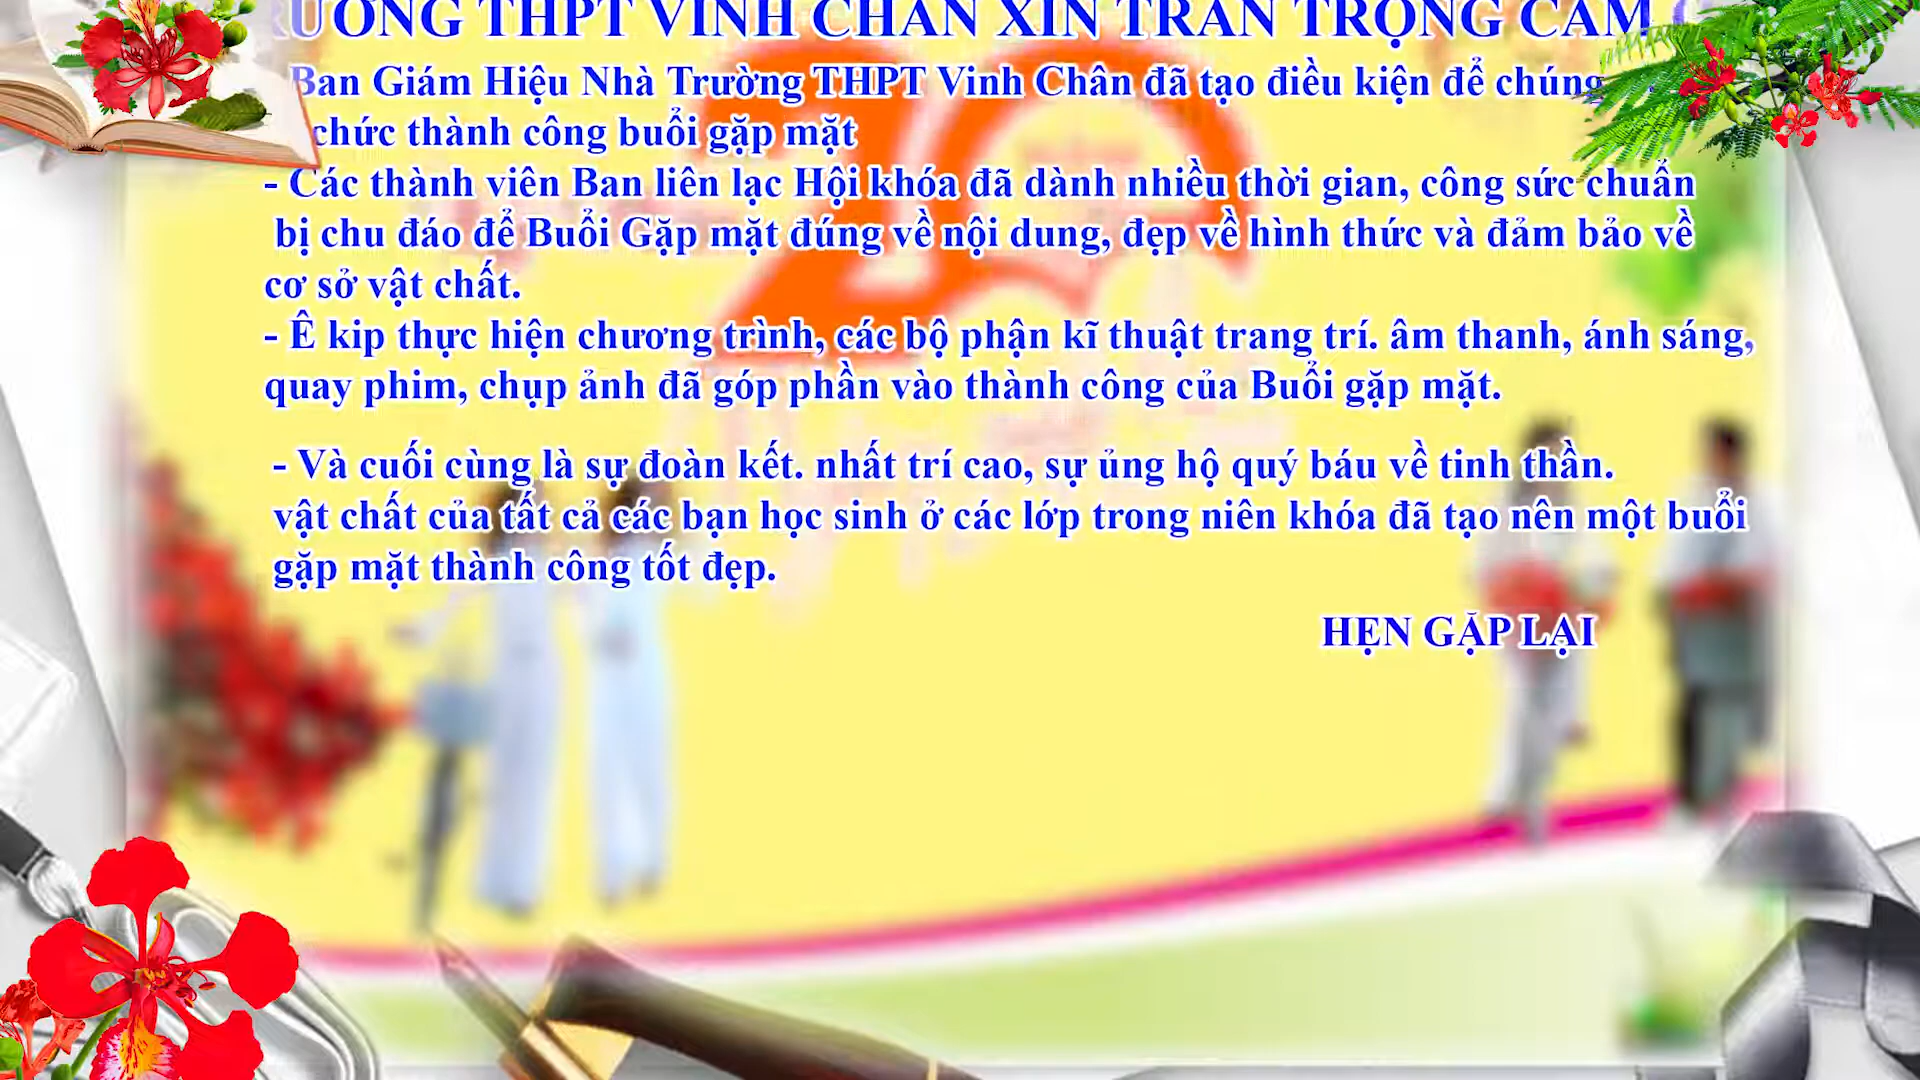 THPT VINH CHÂN XIN TRÂN TRỌNG CẢM
Ban Giám Hiệu Nhà Trường THPT Vinh Chân đã tạo điều kiện để chúng
chức thành công buổi gặp mặt
- Các thành viên Ban liên lạc Hội khóa đã dành nhiều thời gian, công sức chuẩn
bị chu đáo để Buổi Gặp mặt đúng về nội dung, đẹp về hình thức và đảm bảo về
cơ sở vật chất.
- Ê kip thực hiện chương trình, các bộ phận kĩ thuật trang trí. âm thanh, ánh sáng,
quay phim, chụp ảnh đã góp phần vào thành công của Buổi gặp mặt.
- Và cuối cùng là sự đoàn kết. nhất trí cao, sự ủng hộ quý báu về tinh thần.
vật chất của tất cả các bạn học sinh ở các lớp trong niên khóa đã tạo nên một buổi
gặp mặt thành công tốt đẹp.
HẸN GẶP LẠI